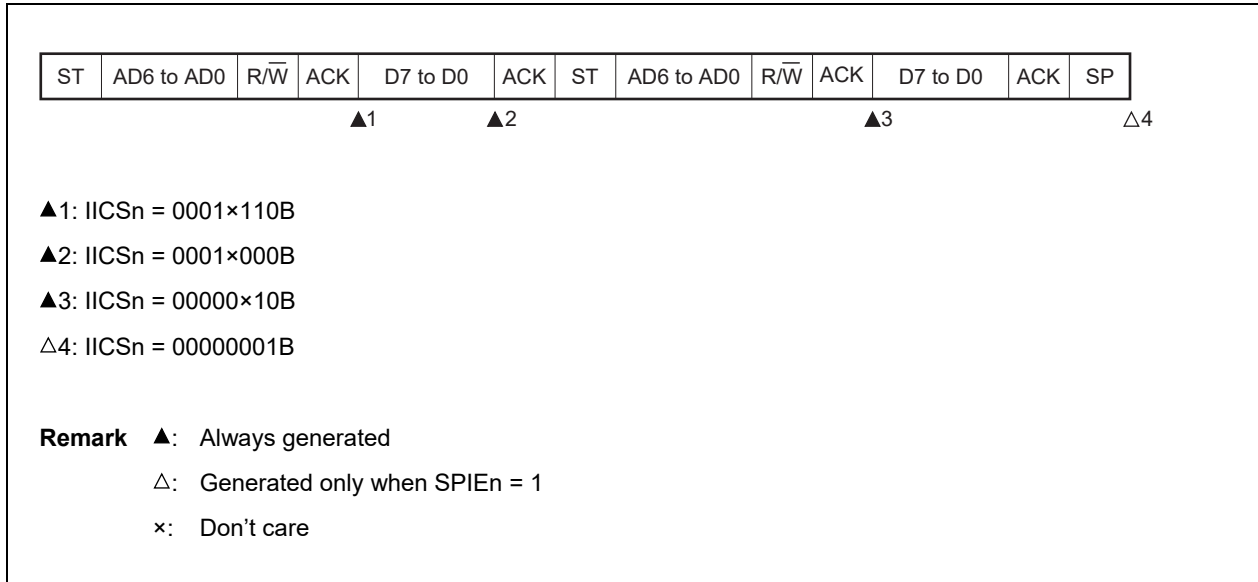 ST AD6 to AD0 R/W̅ ACK D7 to D0 ACK ST AD6 to AD0 R/W̅ ACK D7 to D0 ACK SP
▲1 ▲2 ▲3 △4
▲1: IICSn = 0001×110B
▲2: IICSn = 0001×000B
▲3: IICSn = 00000×10B
△4: IICSn = 00000001B
Remark ▲: Always generated
△: Generated only when SPIEn = 1
×: Don’t care